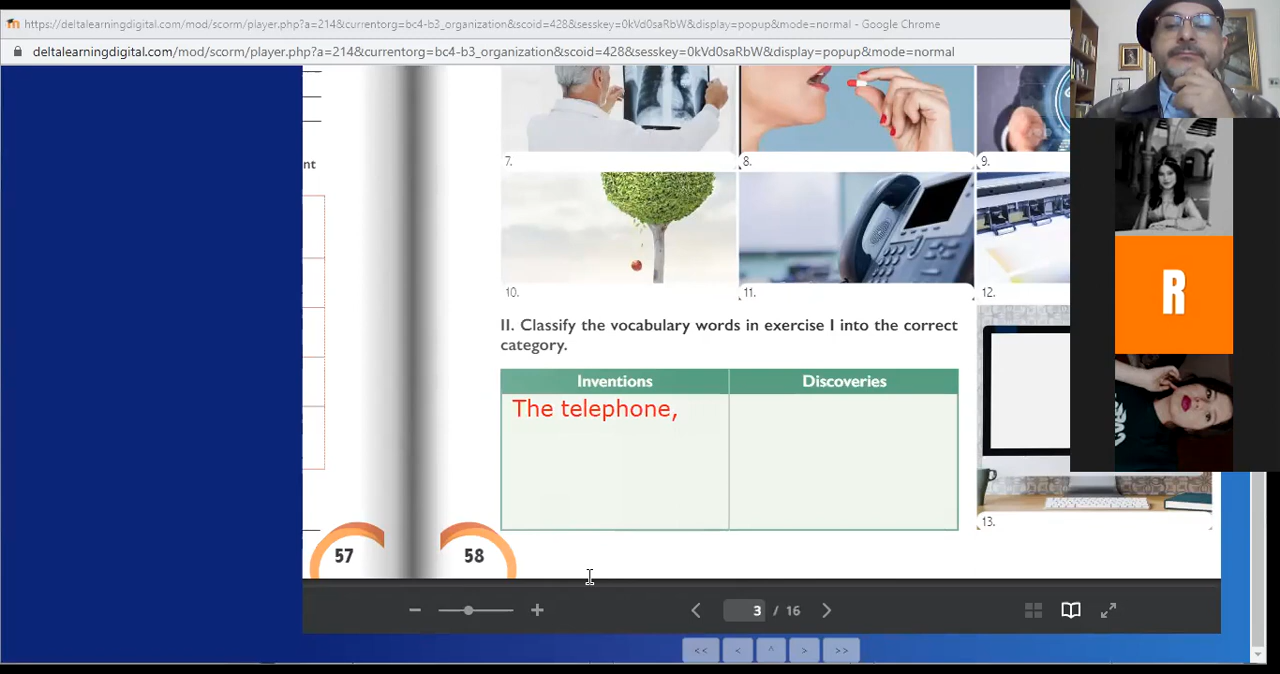 https://deltalearningdigital.com/mod/scorm/player.php?a=214&currentorg=bc4-b3_organization&scoid=428&sesskey=0kVd0saRbW&display=popup&mode=normal - Google Chrome
deltalearningdigital.com/mod/scorm/player.php?a=214&currentorg=bc4-b3_organization&scoid=428&sesskey=0kVd0saRbW&display=popup&mode=normal
nt
7.
8.
9.
10.
11.
12.
II. Classify the vocabulary words in exercise I into the correct
category.
Inventions Discoveries
The telephone,
13.
57 58
3 / 16
<< < ^ > >>
R